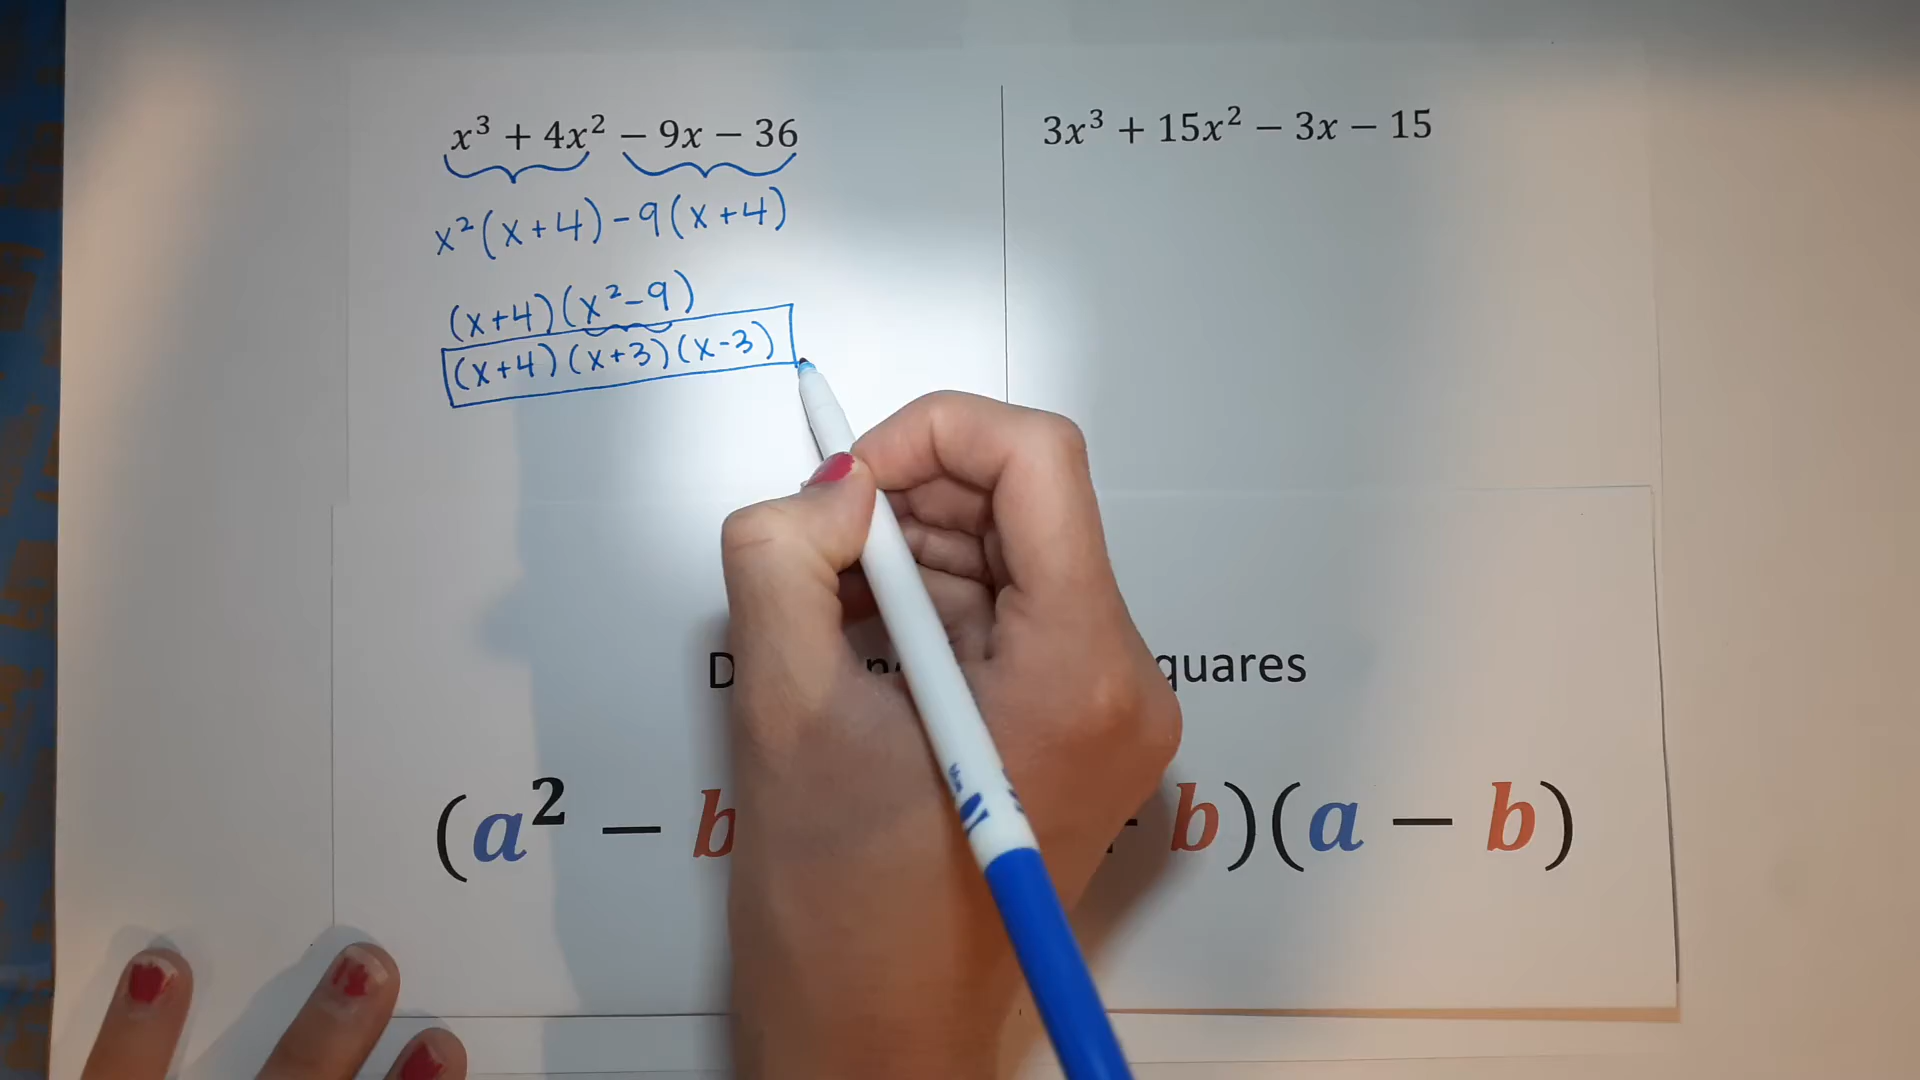 x³ + 4x² − 9x − 36
x²(x+4)-9(x+4)
(x+4)(x²-9)
(x+4)(x+3)(x-3)
3x³ + 15x² − 3x − 15
quares
(a² − b
b)(a − b)